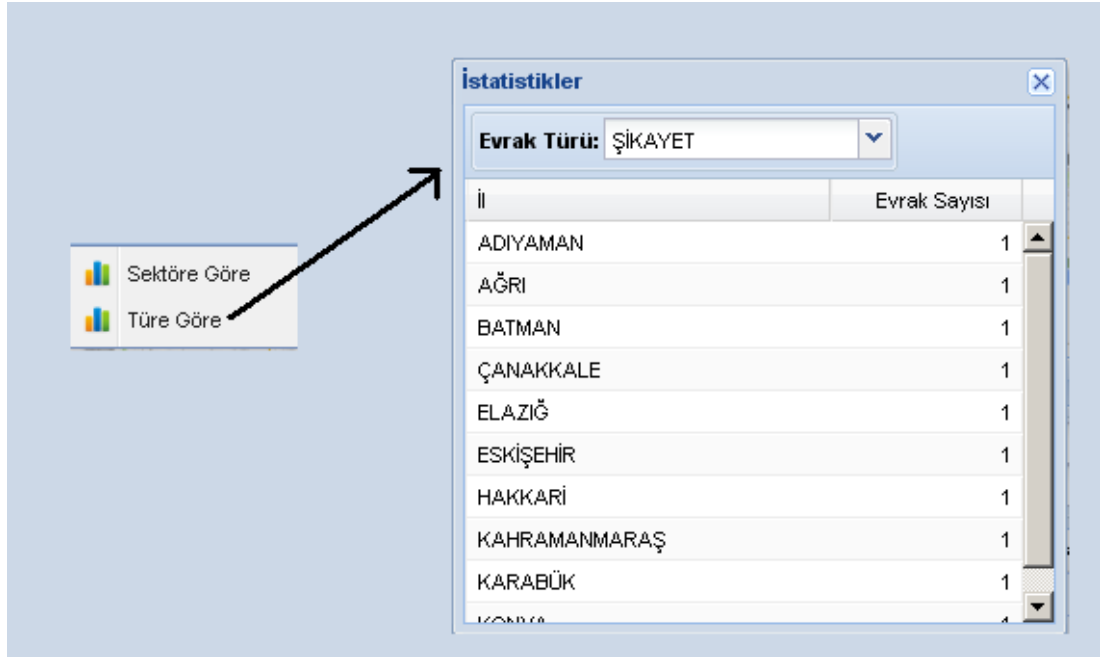 İstatistikler
Evrak Türü: ŞİKAYET
İl Evrak Sayısı
ADIYAMAN 1
AĞRI 1
BATMAN 1
ÇANAKKALE 1
ELAZIĞ 1
ESKİŞEHİR 1
HAKKARİ 1
KAHRAMANMARAŞ 1
KARABÜK 1
Sektöre Göre
Türe Göre